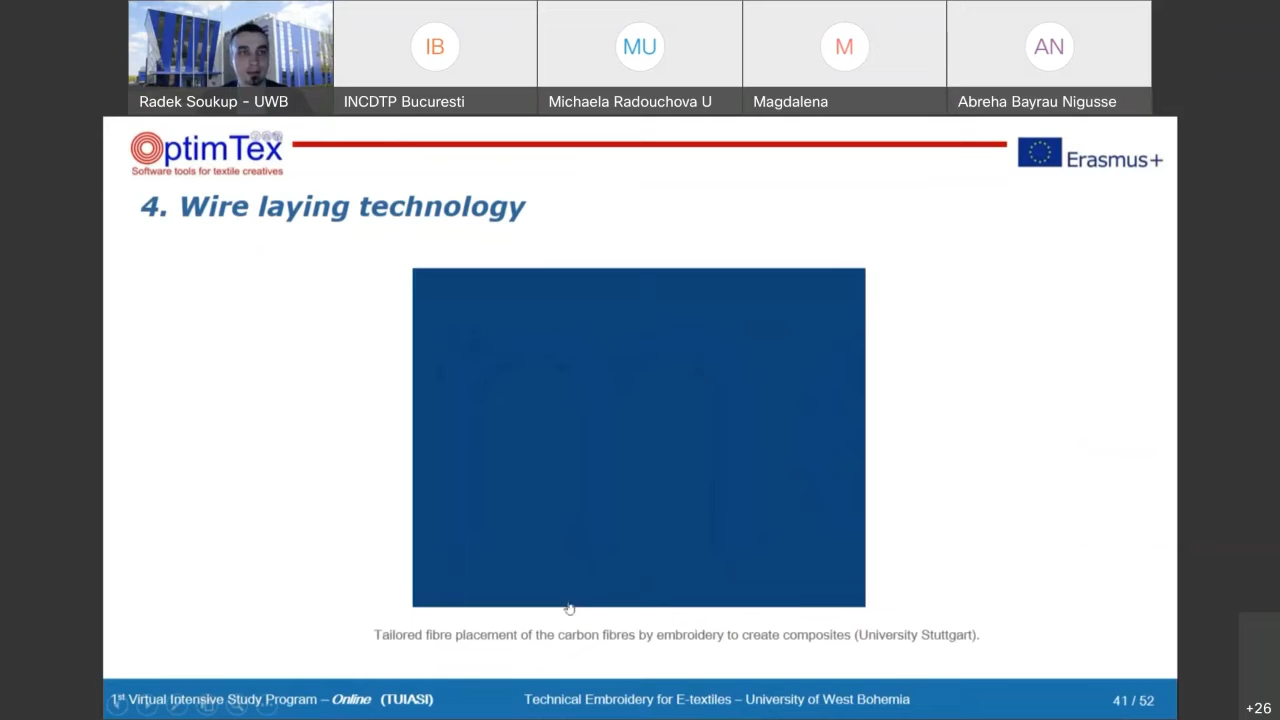 IB
MU
M
AN
Radek Soukup - UWB
INCDTP Bucuresti
Michaela Radouchova U
Magdalena
Abreha Bayrau Nigusse
OptimTex
Software tools for textile creatives
Erasmus+
4. Wire laying technology
Tailored fibre placement of the carbon fibres by embroidery to create composites (University Stuttgart).
1st Virtual Intensive Study Program – Online (TUIASI)
Technical Embroidery for E-textiles – University of West Bohemia
41 / 52
+26